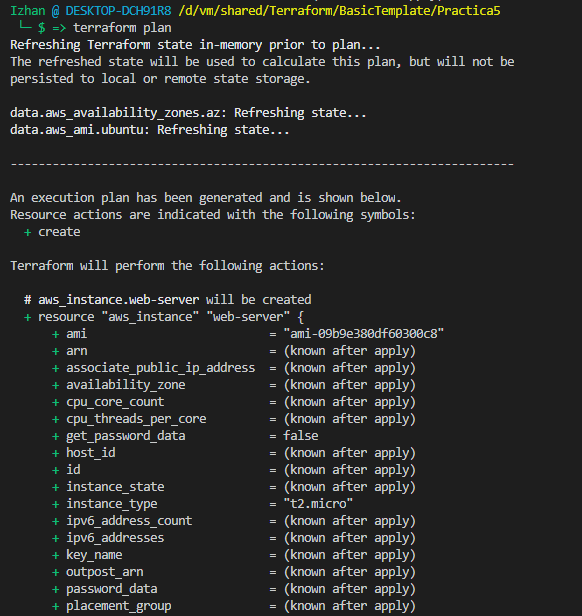 Izhan @ DESKTOP-DCH91R8 /d/vm/shared/Terraform/BasicTemplate/Practica5
└─ $ => terraform plan
Refreshing Terraform state in-memory prior to plan...
The refreshed state will be used to calculate this plan, but will not be
persisted to local or remote state storage.

data.aws_availability_zones.az: Refreshing state...
data.aws_ami.ubuntu: Refreshing state...

------------------------------------------------------------------------

An execution plan has been generated and is shown below.
Resource actions are indicated with the following symbols:
  + create

Terraform will perform the following actions:

  # aws_instance.web-server will be created
  + resource "aws_instance" "web-server" {
      + ami                          = "ami-09b9e380df60300c8"
      + arn                          = (known after apply)
      + associate_public_ip_address  = (known after apply)
      + availability_zone            = (known after apply)
      + cpu_core_count               = (known after apply)
      + cpu_threads_per_core         = (known after apply)
      + get_password_data            = false
      + host_id                      = (known after apply)
      + id                           = (known after apply)
      + instance_state               = (known after apply)
      + instance_type                = "t2.micro"
      + ipv6_address_count           = (known after apply)
      + ipv6_addresses               = (known after apply)
      + key_name                     = (known after apply)
      + outpost_arn                  = (known after apply)
      + password_data                = (known after apply)
      + placement_group              = (known after apply)